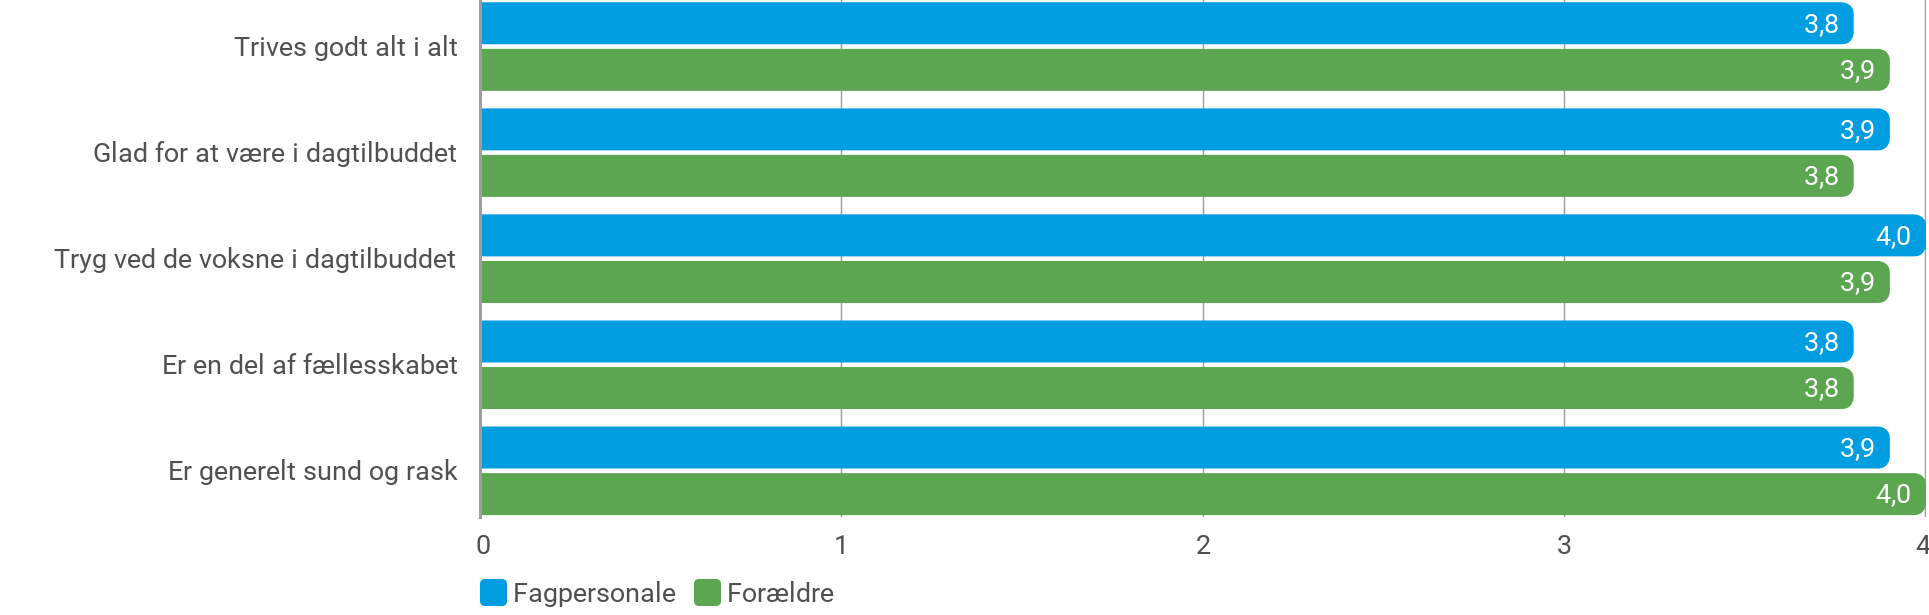 Trives godt alt i alt
3,8
3,9
Glad for at være i dagtilbuddet
3,9
3,8
Tryg ved de voksne i dagtilbuddet
4,0
3,9
Er en del af fællesskabet
3,8
3,8
Er generelt sund og rask
3,9
4,0
0 1 2 3 4
Fagpersonale Forældre